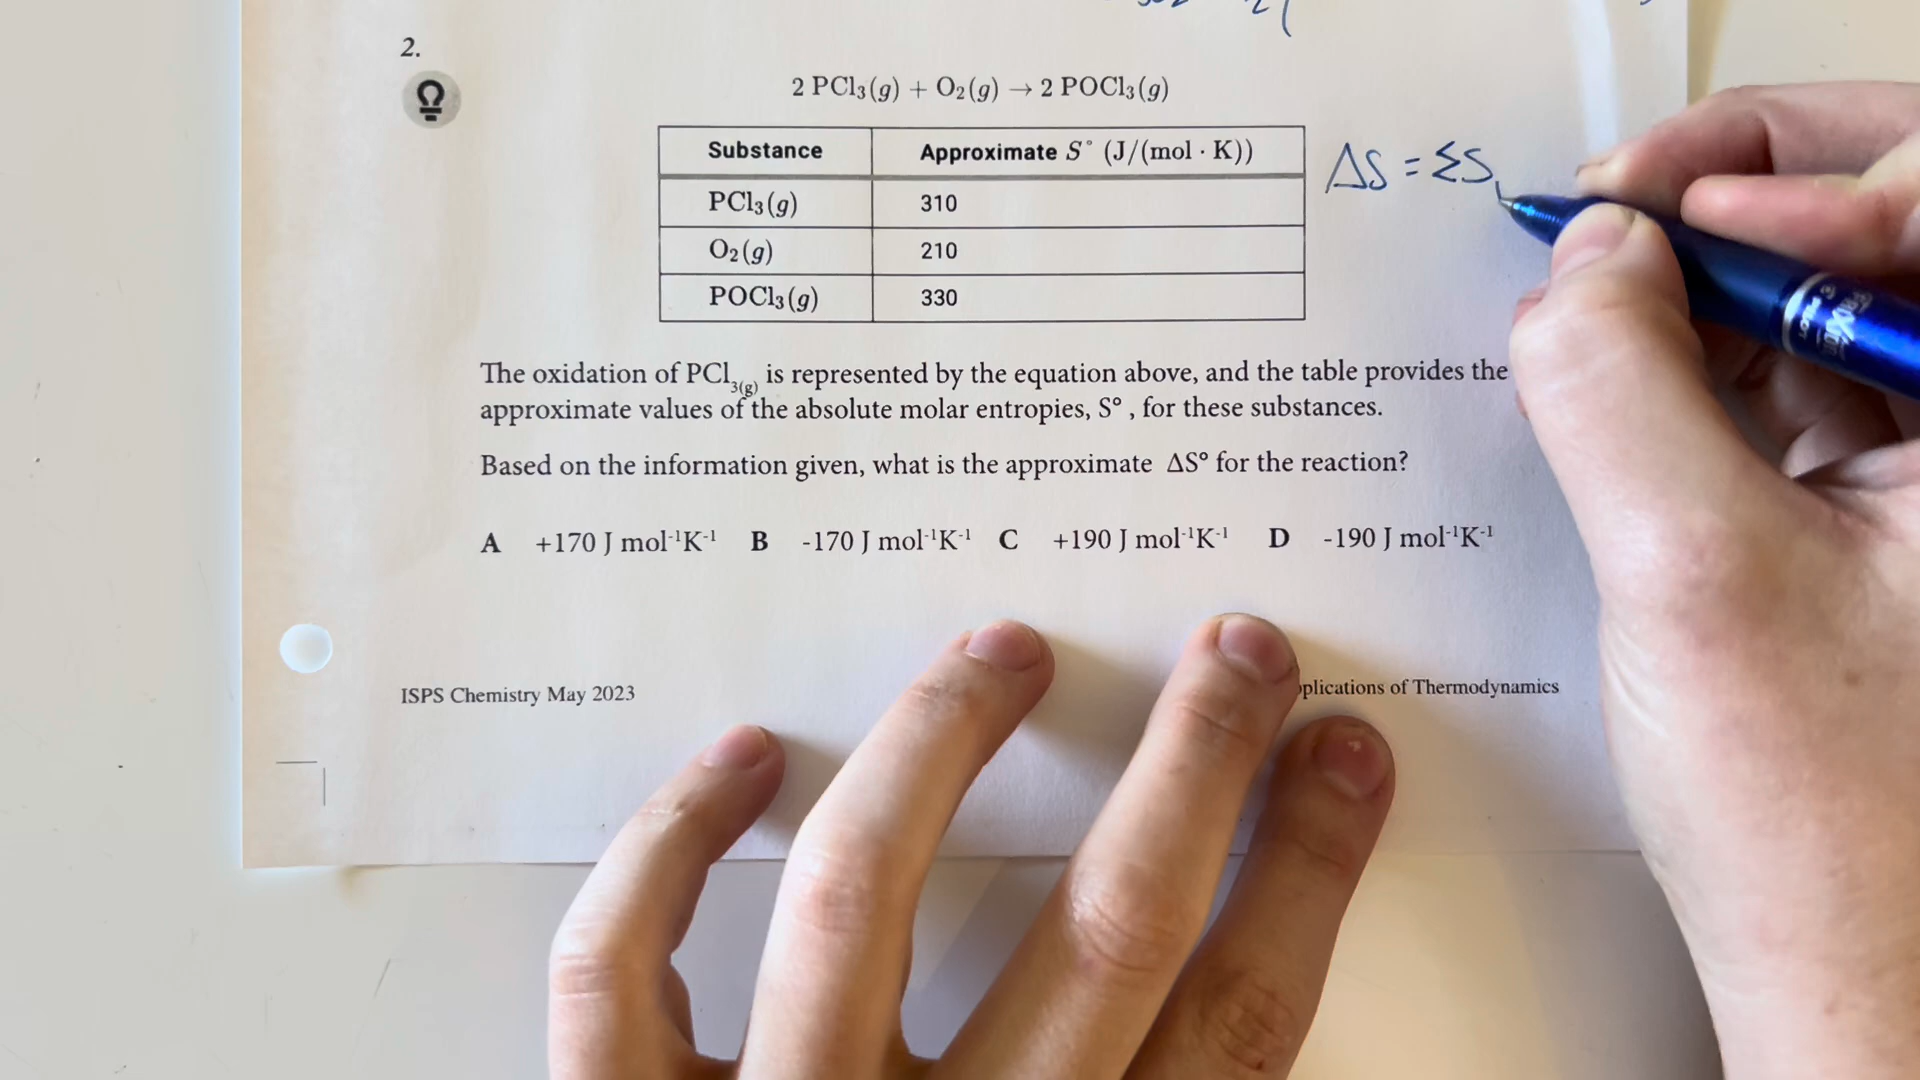 2.
2 PCl₃(g) + O₂(g) → 2 POCl₃(g)
Substance Approximate S° (J/(mol · K))
PCl₃(g) 310
O₂(g) 210
POCl₃(g) 330
ΔS = ΣS
The oxidation of PCl₃₍g₎ is represented by the equation above, and the table provides the
approximate values of the absolute molar entropies, S° , for these substances.
Based on the information given, what is the approximate ΔS° for the reaction?
A +170 J mol⁻¹K⁻¹ B -170 J mol⁻¹K⁻¹ C +190 J mol⁻¹K⁻¹ D -190 J mol⁻¹K⁻¹
ISPS Chemistry May 2023
of Thermodynamics